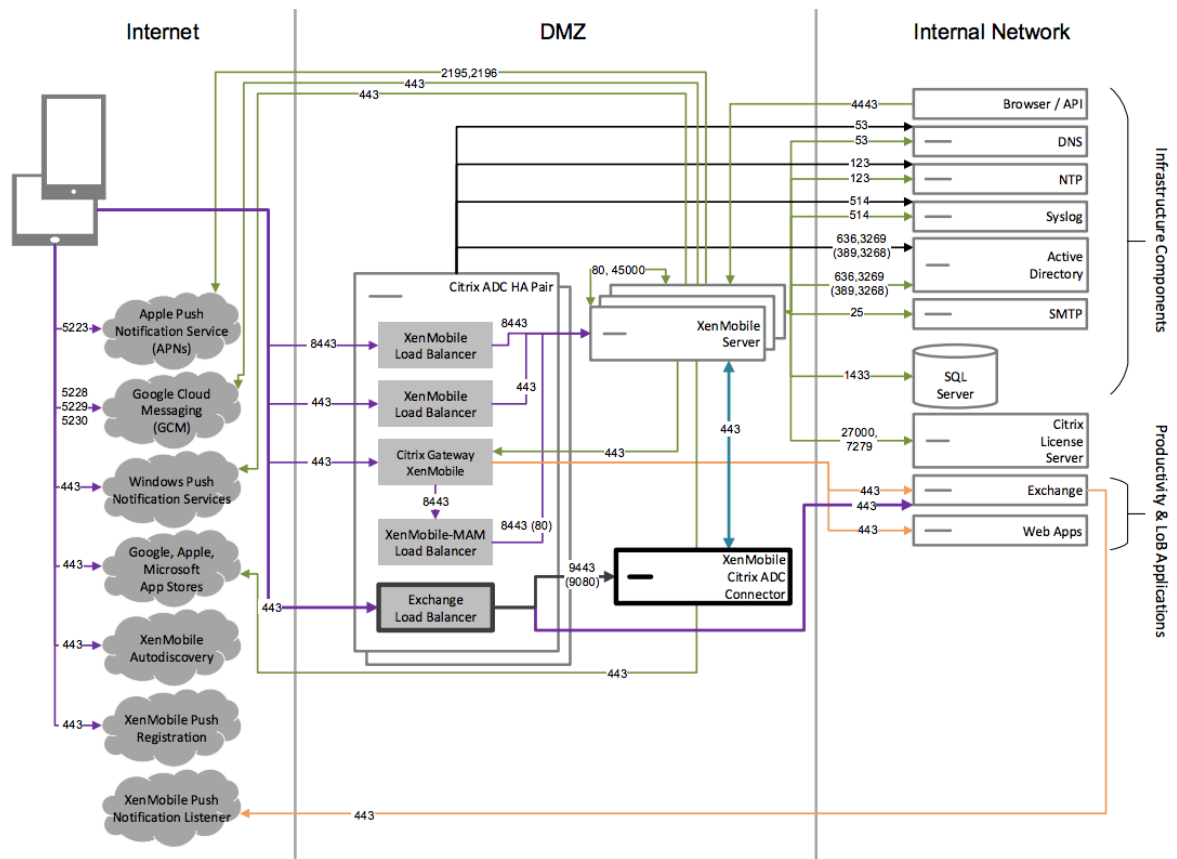 Internet
DMZ
Internal Network
2195,2196
443
443
4443
Browser / API
53
53
DNS
123
123
NTP
514
514
Syslog
636,3269
(389,3268)
636,3269
(389,3268)
Active
Directory
25
SMTP
1433
SQL
Server
27000,
7279
Citrix
License
Server
443
443
Exchange
443
Web Apps
Infrastructure Components
Productivity & LoB Applications
80, 45000
Citrix ADC HA Pair
XenMobile
Server
8443
XenMobile
Load Balancer
8443
443
XenMobile
Load Balancer
443
443
Citrix Gateway
XenMobile
443
8443
XenMobile-MAM
Load Balancer
8443 (80)
443
Exchange
Load Balancer
9443
(9080)
443
XenMobile
Citrix ADC
Connector
443
5223
Apple Push
Notification Service
(APNs)
5228
5229
5230
Google Cloud
Messaging
(GCM)
443
Windows Push
Notification Services
443
Google, Apple,
Microsoft
App Stores
443
XenMobile
Autodiscovery
443
XenMobile Push
Registration
XenMobile Push
Notification Listener
443